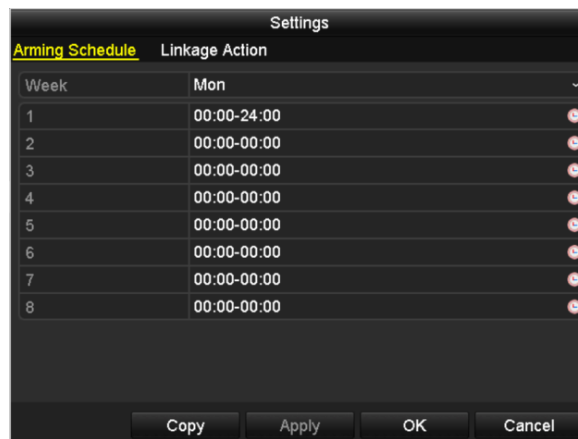 Settings
Arming Schedule Linkage Action
Week Mon
1 00:00-24:00
2 00:00-00:00
3 00:00-00:00
4 00:00-00:00
5 00:00-00:00
6 00:00-00:00
7 00:00-00:00
8 00:00-00:00
Copy Apply OK Cancel